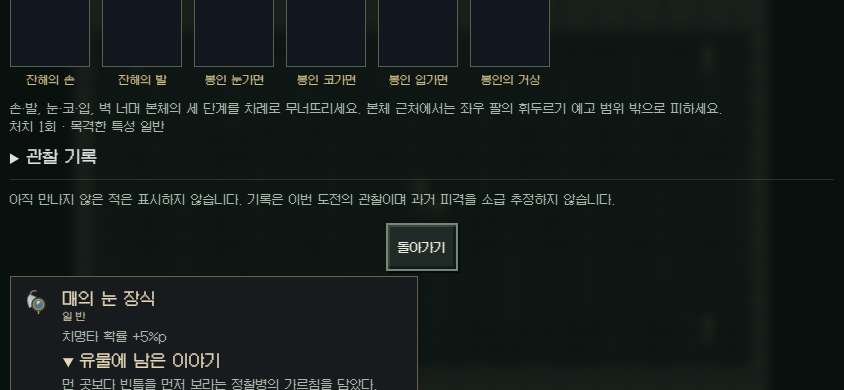 잔해의 손 잔해의 발 봉인 눈가면 봉인 코가면 봉인 입가면 봉인의 거상
손·발, 눈·코·입, 벽 너머 본체의 세 단계를 차례로 무너뜨리세요. 본체 근처에서는 좌우 팔의 휘두르기 예고 범위 밖으로 피하세요.
처치 1회 · 목격한 특성 일반
▶ 관찰 기록
아직 만나지 않은 적은 표시하지 않습니다. 기록은 이번 도전의 관찰이며 과거 피격을 소급 추정하지 않습니다.
돌아가기
매의 눈 장식
일반
치명타 확률 +5%p
▼ 유물에 남은 이야기
먼 곳보다 빈틈을 먼저 보라는 정찰병의 가르침을 담았다.